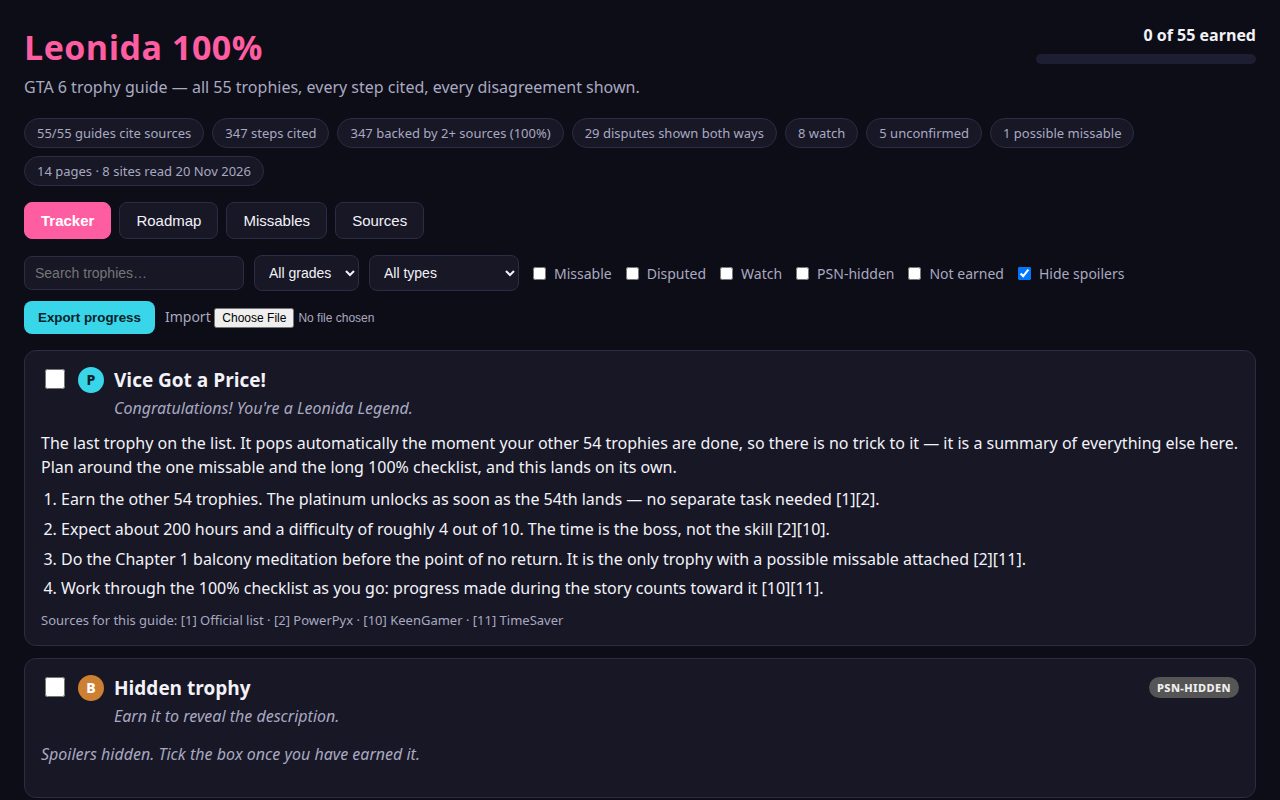 Leonida 100%
0 of 55 earned
GTA 6 trophy guide — all 55 trophies, every step cited, every disagreement shown.
55/55 guides cite sources
347 steps cited
347 backed by 2+ sources (100%)
29 disputes shown both ways
8 watch
5 unconfirmed
1 possible missable
14 pages · 8 sites read 20 Nov 2026
Tracker
Roadmap
Missables
Sources
Search trophies…
All grades
All types
Missable
Disputed
Watch
PSN-hidden
Not earned
Hide spoilers
Export progress
Import
Choose File
No file chosen
P
Vice Got a Price!
Congratulations! You're a Leonida Legend.
The last trophy on the list. It pops automatically the moment your other 54 trophies are done, so there is no trick to it — it is a summary of everything else here.
Plan around the one missable and the long 100% checklist, and this lands on its own.
1. Earn the other 54 trophies. The platinum unlocks as soon as the 54th lands — no separate task needed [1][2].
2. Expect about 200 hours and a difficulty of roughly 4 out of 10. The time is the boss, not the skill [2][10].
3. Do the Chapter 1 balcony meditation before the point of no return. It is the only trophy with a possible missable attached [2][11].
4. Work through the 100% checklist as you go: progress made during the story counts toward it [10][11].
Sources for this guide: [1] Official list · [2] PowerPyx · [10] KeenGamer · [11] TimeSaver
B
Hidden trophy
PSN-HIDDEN
Earn it to reveal the description.
Spoilers hidden. Tick the box once you have earned it.